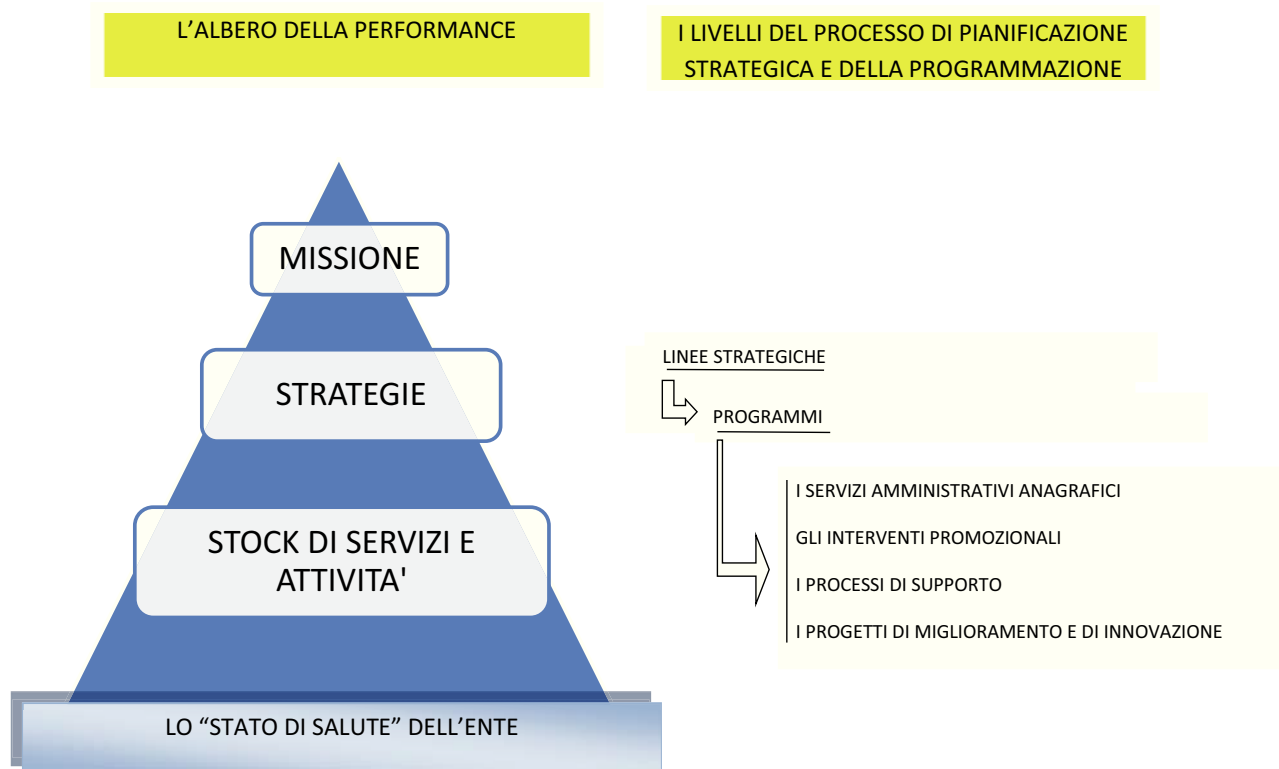 L’ALBERO DELLA PERFORMANCE
I LIVELLI DEL PROCESSO DI PIANIFICAZIONE
STRATEGICA E DELLA PROGRAMMAZIONE
MISSIONE
STRATEGIE
STOCK DI SERVIZI E
ATTIVITA'
LO “STATO DI SALUTE” DELL’ENTE
LINEE STRATEGICHE
PROGRAMMI
I SERVIZI AMMINISTRATIVI ANAGRAFICI
GLI INTERVENTI PROMOZIONALI
I PROCESSI DI SUPPORTO
I PROGETTI DI MIGLIORAMENTO E DI INNOVAZIONE